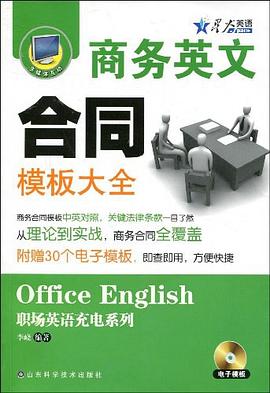 昂大英语
商务英文
合同
模板大全
商务合同模板中英对照，关键法律条款一目了然
从理论到实战，商务合同全覆盖
附赠30个电子模板，即查即用，方便快捷
Office English
职场英语充电系列
李峣 编著
电子模板
山东科学技术出版社